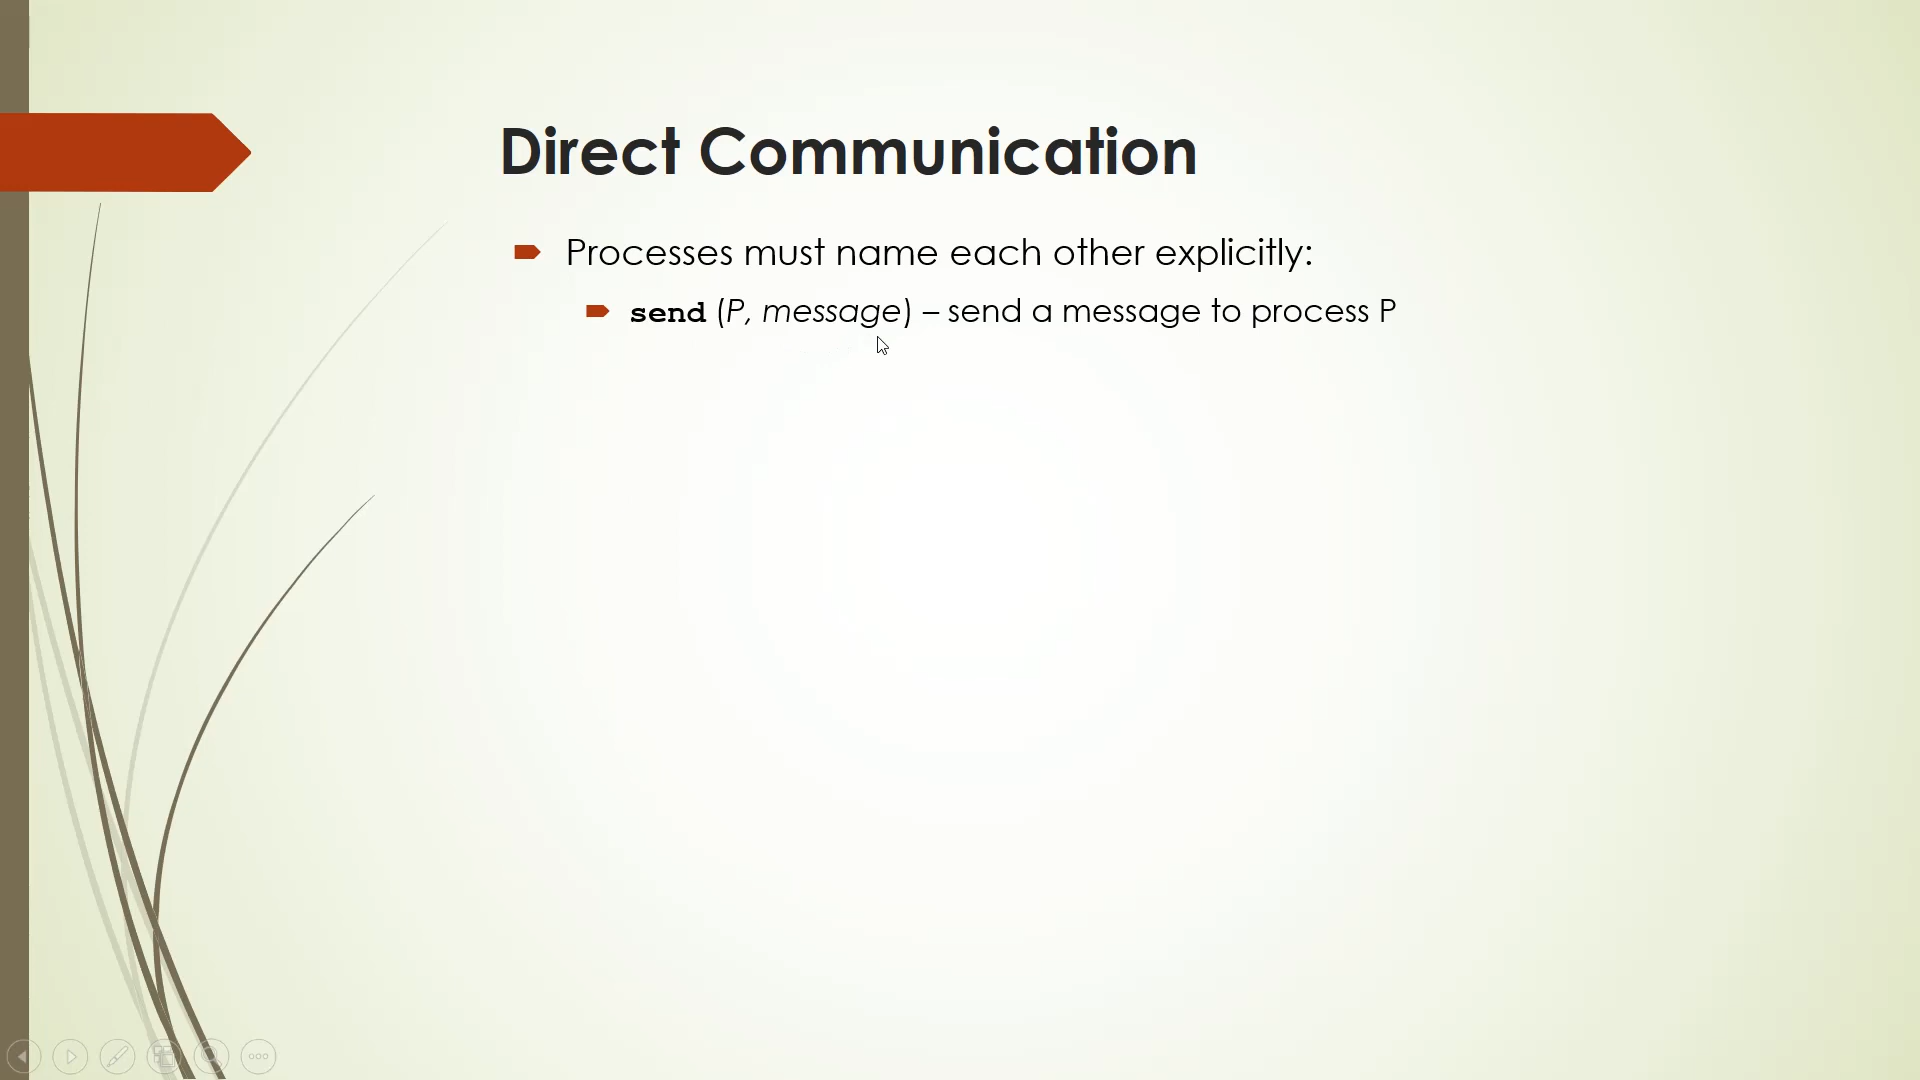 Direct Communication
Processes must name each other explicitly:
send (P, message) – send a message to process P